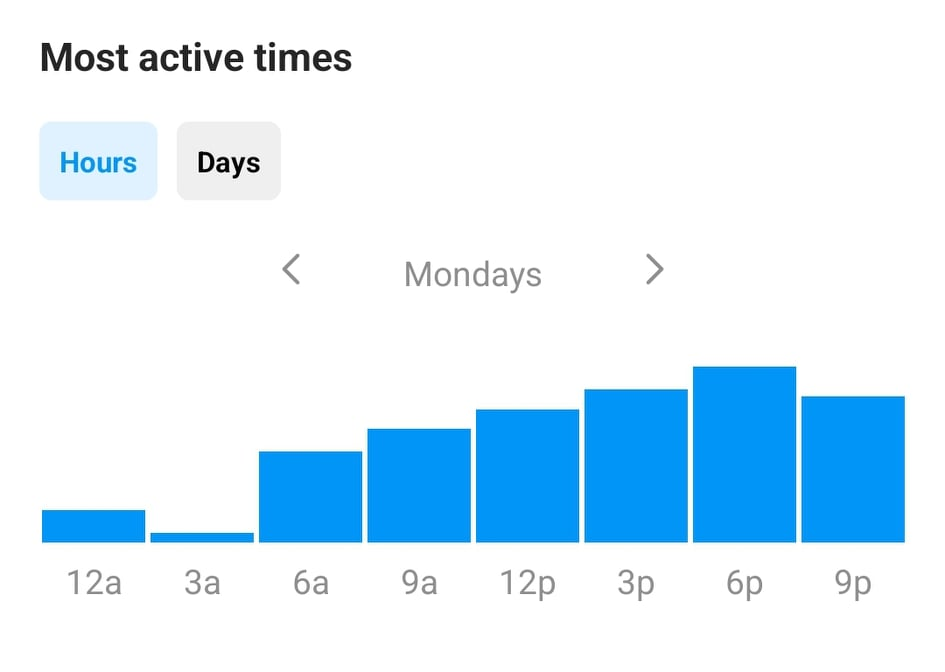 Most active times
Hours Days
Mondays
12a 3a 6a 9a 12p 3p 6p 9p